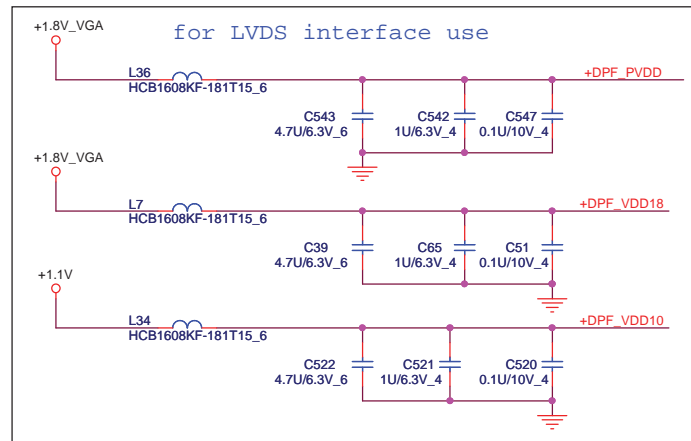 for LVDS interface use
+1.8V_VGA
L36
HCB1608KF-181T15_6
+DPF_PVDD
C543
4.7U/6.3V_6
C542
1U/6.3V_4
C547
0.1U/10V_4
+1.8V_VGA
L7
HCB1608KF-181T15_6
+DPF_VDD18
C39
4.7U/6.3V_6
C65
1U/6.3V_4
C51
0.1U/10V_4
+1.1V
L34
HCB1608KF-181T15_6
+DPF_VDD10
C522
4.7U/6.3V_6
C521
1U/6.3V_4
C520
0.1U/10V_4